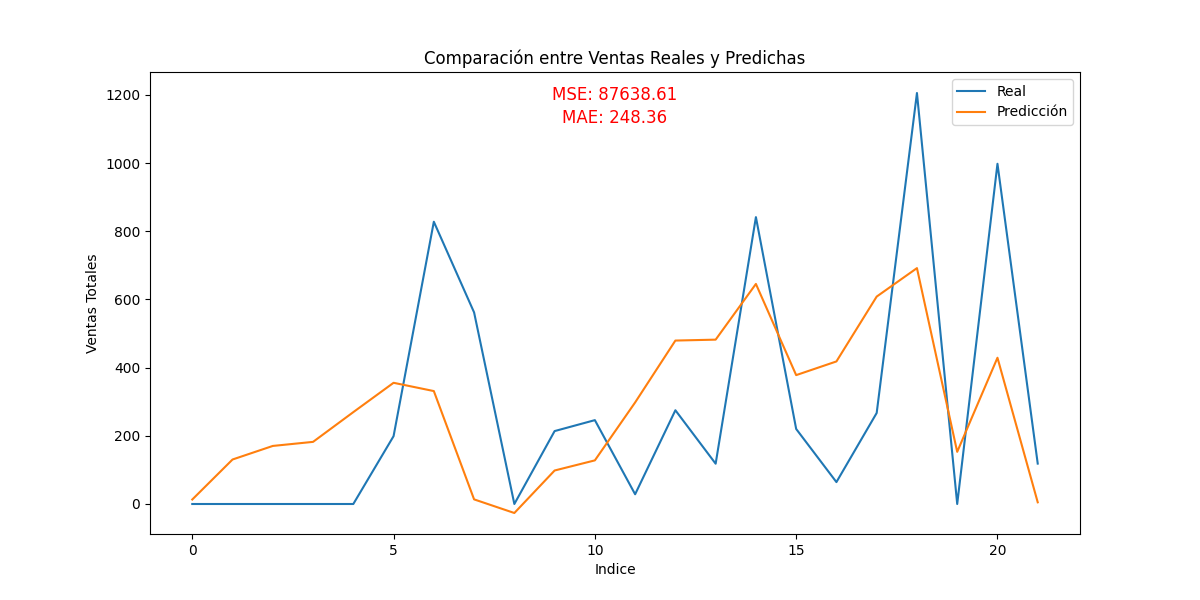 Comparación entre Ventas Reales y Predichas
MSE: 87638.61
MAE: 248.36
Real
Predicción
Ventas Totales
1200
1000
800
600
400
200
0
0 5 10 15 20
Indice